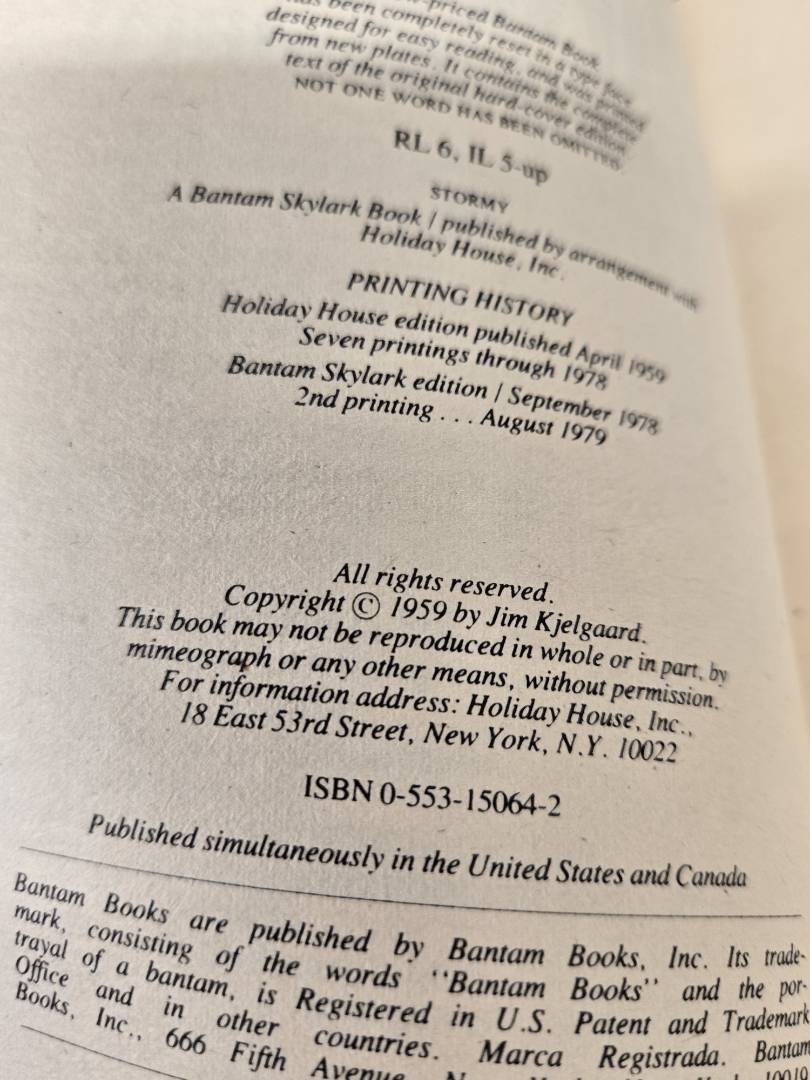 -priced Bantam Book
has been completely reset in a type face
designed for easy reading, and was printed
from new plates. It contains the complete
text of the original hard-cover edition.
NOT ONE WORD HAS BEEN OMITTED.
RL 6, IL 5-up
STORMY
A Bantam Skylark Book / published by arrangement with
Holiday House, Inc.
PRINTING HISTORY
Holiday House edition published April 1959
Seven printings through 1978
Bantam Skylark edition / September 1978
2nd printing . . . August 1979
All rights reserved.
Copyright © 1959 by Jim Kjelgaard.
This book may not be reproduced in whole or in part, by
mimeograph or any other means, without permission.
For information address: Holiday House, Inc.,
18 East 53rd Street, New York, N.Y. 10022
ISBN 0-553-15064-2
Published simultaneously in the United States and Canada
Bantam Books are published by Bantam Books, Inc. Its trade-
mark, consisting of the words "Bantam Books" and the por-
trayal of a bantam, is Registered in U.S. Patent and Trademark
Office and in other countries. Marca Registrada. Bantam
Books, Inc., 666 Fifth Avenue, 10019